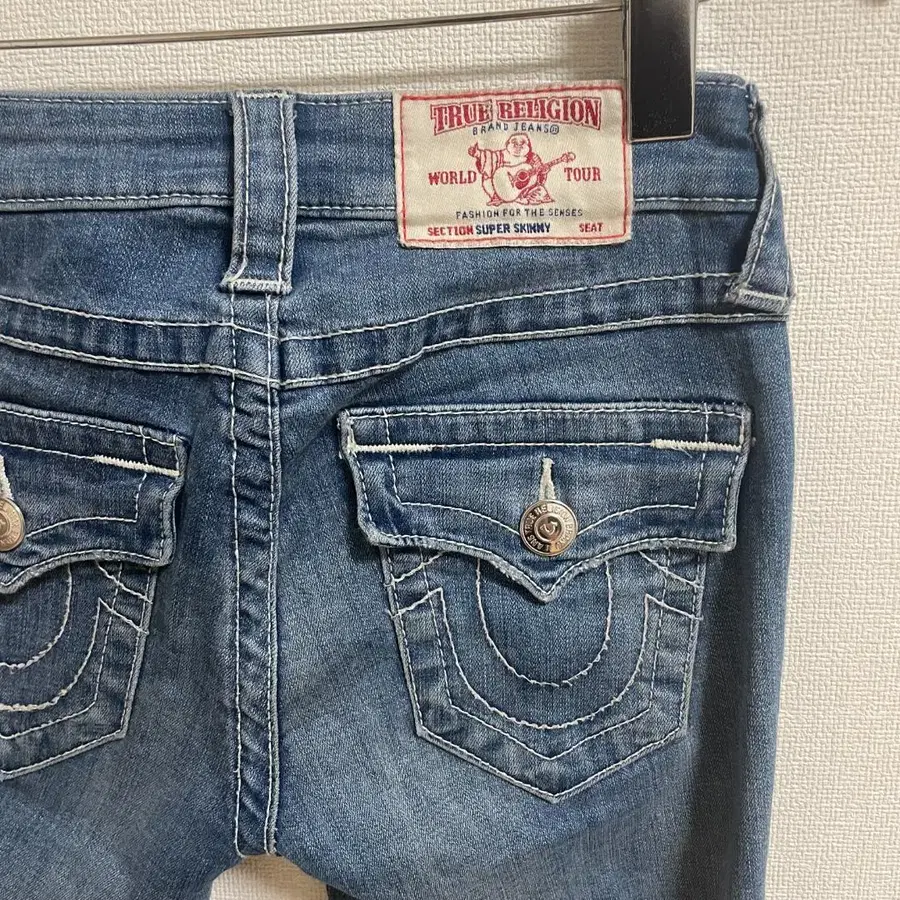 TRUE RELIGION
BRAND JEANS®
WORLD TOUR
FASHION FOR THE SENSES
SECTION SUPER SKINNY SEAT